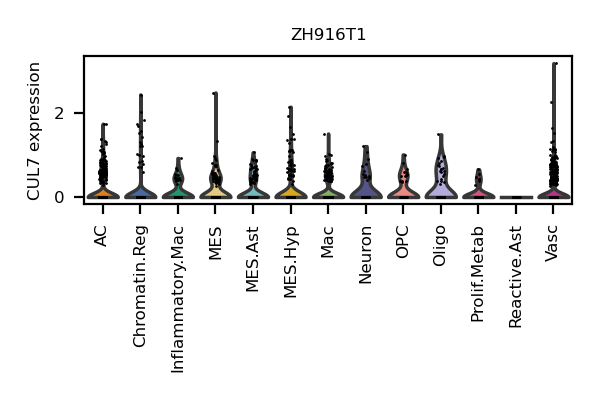 ZH916T1
CUL7 expression
2
0
AC
Chromatin.Reg
Inflammatory.Mac
MES
MES.Ast
MES.Hyp
Mac
Neuron
OPC
Oligo
Prolif.Metab
Reactive.Ast
Vasc